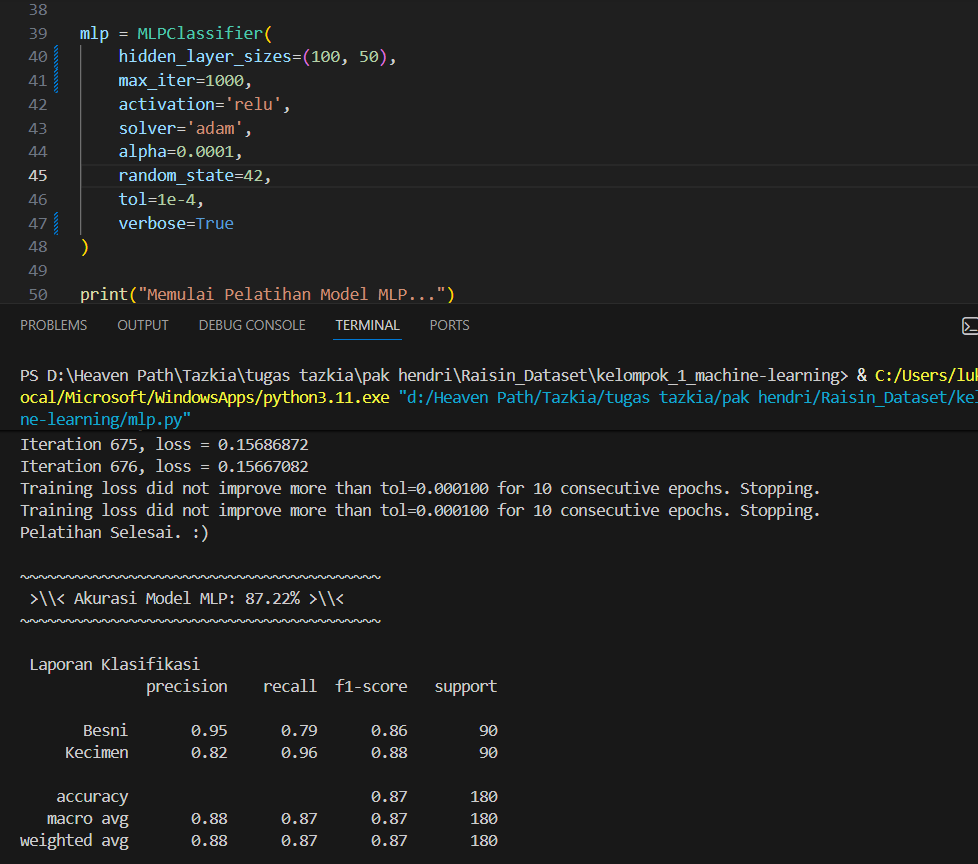 38
39 mlp = MLPClassifier(
40 hidden_layer_sizes=(100, 50),
41 max_iter=1000,
42 activation='relu',
43 solver='adam',
44 alpha=0.0001,
45 random_state=42,
46 tol=1e-4,
47 verbose=True
48 )
49
50 print("Memulai Pelatihan Model MLP...")
PROBLEMS OUTPUT DEBUG CONSOLE TERMINAL PORTS
PS D:\Heaven Path\Tazkia\tugas tazkia\pak hendri\Raisin_Dataset\kelompok_1_machine-learning> & C:/Users/luk
ocal/Microsoft/WindowsApps/python3.11.exe "d:/Heaven Path/Tazkia/tugas tazkia/pak hendri/Raisin_Dataset/kel
ne-learning/mlp.py"
Iteration 675, loss = 0.15686872
Iteration 676, loss = 0.15667082
Training loss did not improve more than tol=0.000100 for 10 consecutive epochs. Stopping.
Training loss did not improve more than tol=0.000100 for 10 consecutive epochs. Stopping.
Pelatihan Selesai. :)
~~~~~~~~~~~~~~~~~~~~~~~~~~~~~~~~~~~~~~~~
>\\< Akurasi Model MLP: 87.22% >\\<
~~~~~~~~~~~~~~~~~~~~~~~~~~~~~~~~~~~~~~~~
Laporan Klasifikasi
precision recall f1-score support
Besni 0.95 0.79 0.86 90
Kecimen 0.82 0.96 0.88 90
accuracy 0.87 180
macro avg 0.88 0.87 0.87 180
weighted avg 0.88 0.87 0.87 180